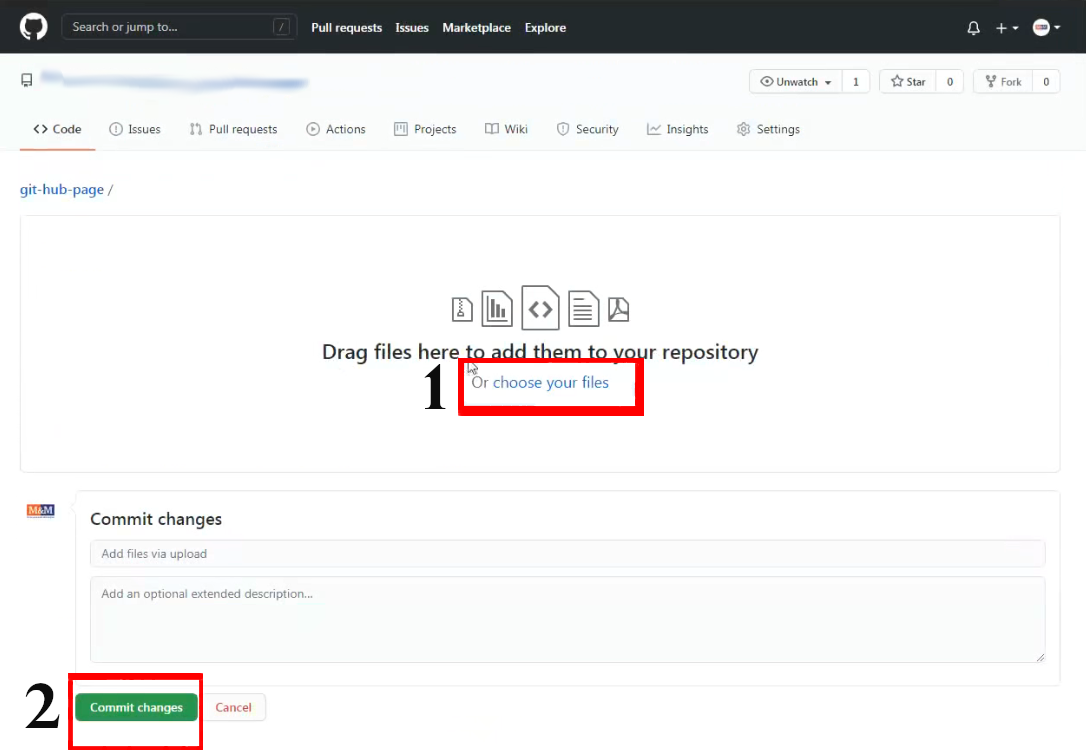 Search or jump to... / Pull requests Issues Marketplace Explore
Unwatch 1 Star 0 Fork 0
Code Issues Pull requests Actions Projects Wiki Security Insights Settings
git-hub-page /
Drag files here to add them to your repository
1 Or choose your files
M&M
Commit changes
Add files via upload
Add an optional extended description...
2 Commit changes Cancel